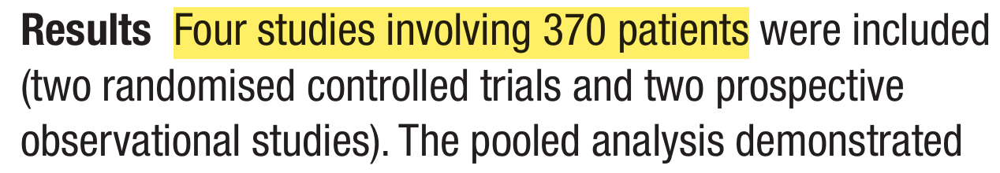 Results Four studies involving 370 patients were included
(two randomised controlled trials and two prospective
observational studies). The pooled analysis demonstrated